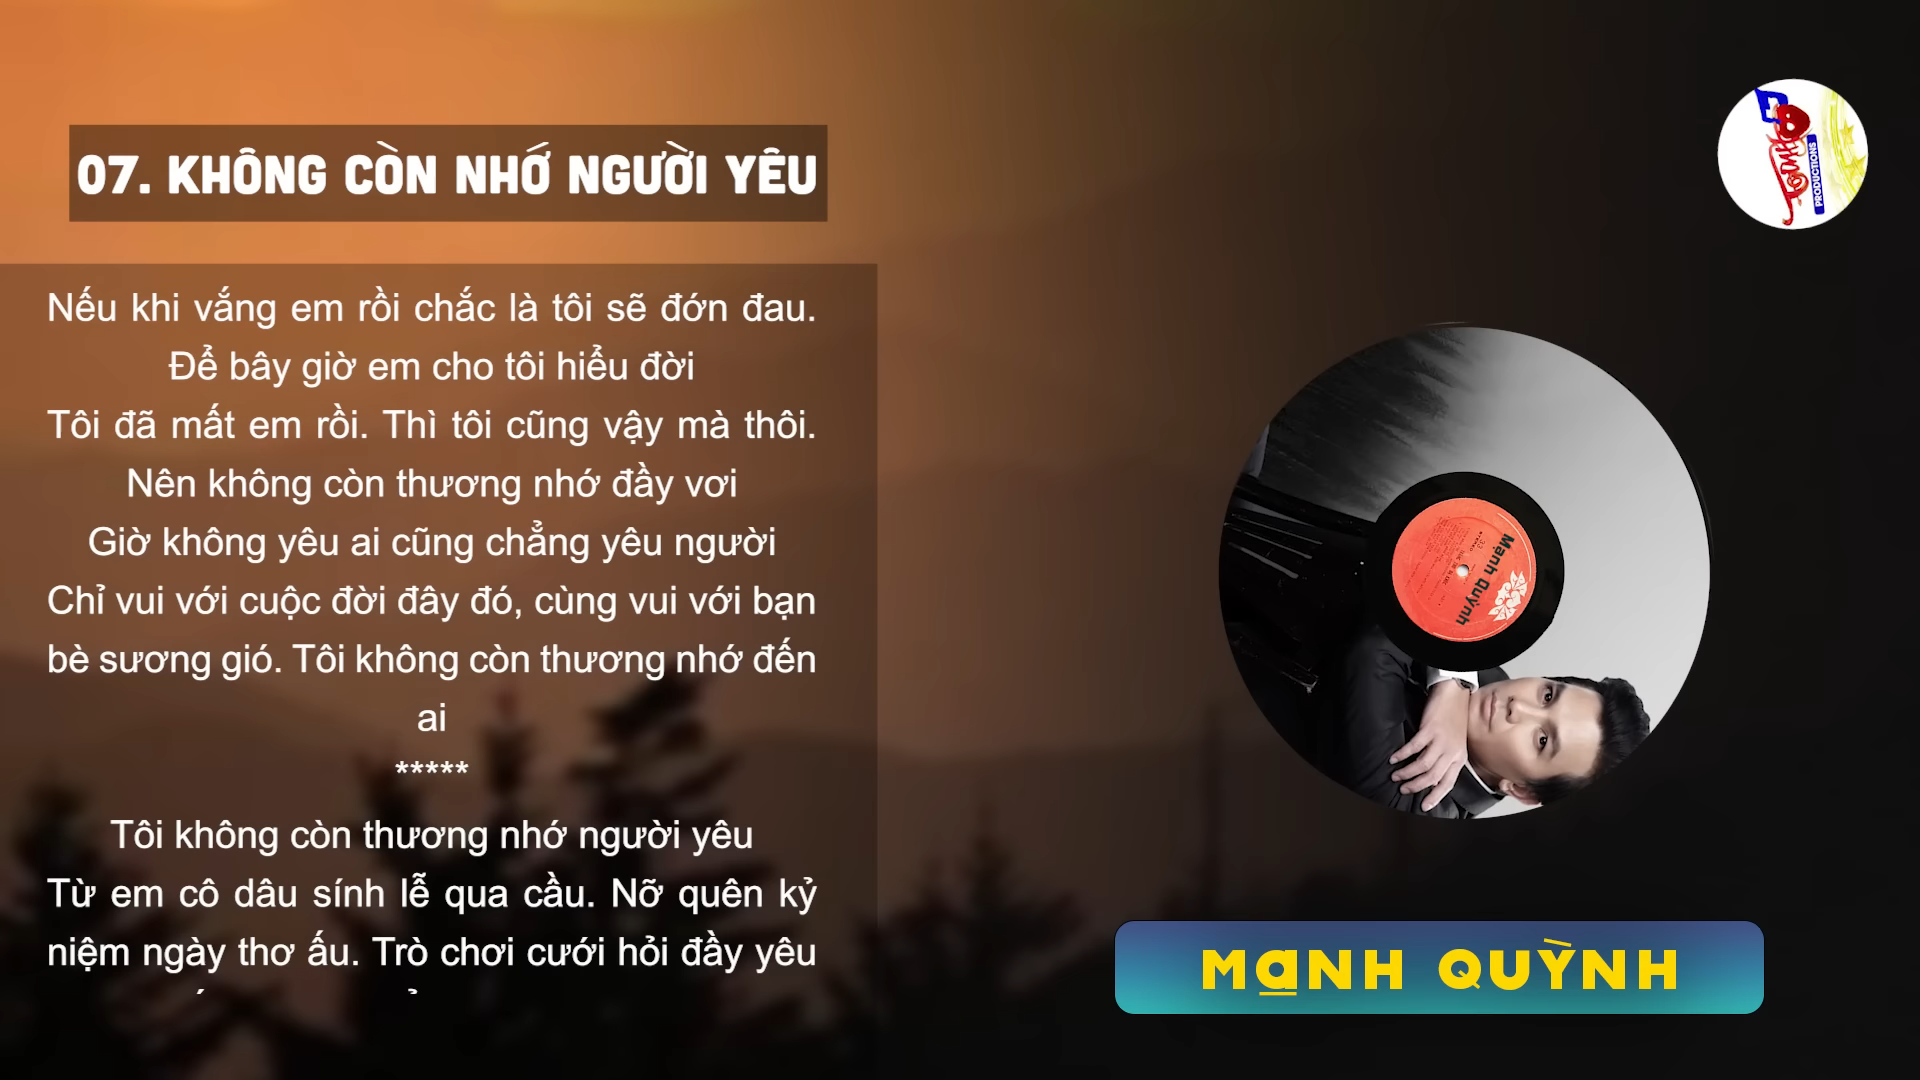 07. KHÔNG CÒN NHỚ NGƯỜI YÊU
Nếu khi vắng em rồi chắc là tôi sẽ đớn đau.
Để bây giờ em cho tôi hiểu đời
Tôi đã mất em rồi. Thì tôi cũng vậy mà thôi.
Nên không còn thương nhớ đầy vơi
Giờ không yêu ai cũng chẳng yêu người
Chỉ vui với cuộc đời đây đó, cùng vui với bạn
bè sương gió. Tôi không còn thương nhớ đến
ai
*****
Tôi không còn thương nhớ người yêu
Từ em cô dâu sính lễ qua cầu. Nỡ quên kỷ
niệm ngày thơ ấu. Trò chơi cưới hỏi đầy yêu
PRODUCTIONS
Mạnh Quỳnh
MẠNH QUỲNH